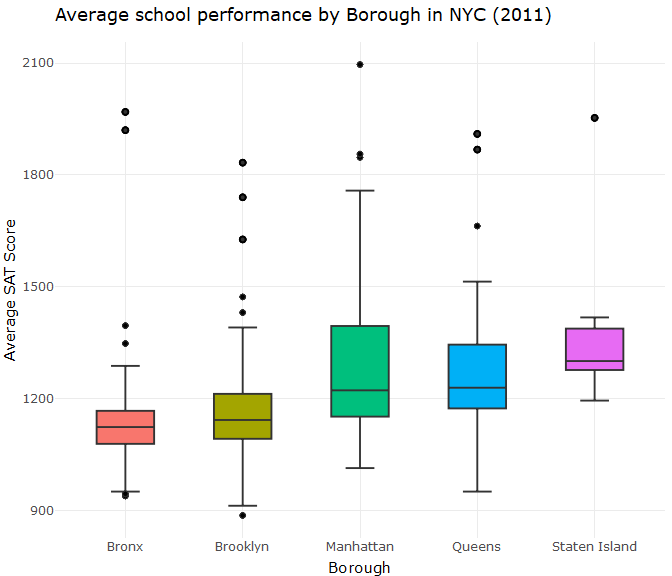 Average school performance by Borough in NYC (2011)
2100
1800
1500
1200
900
Average SAT Score
Bronx Brooklyn Manhattan Queens Staten Island
Borough